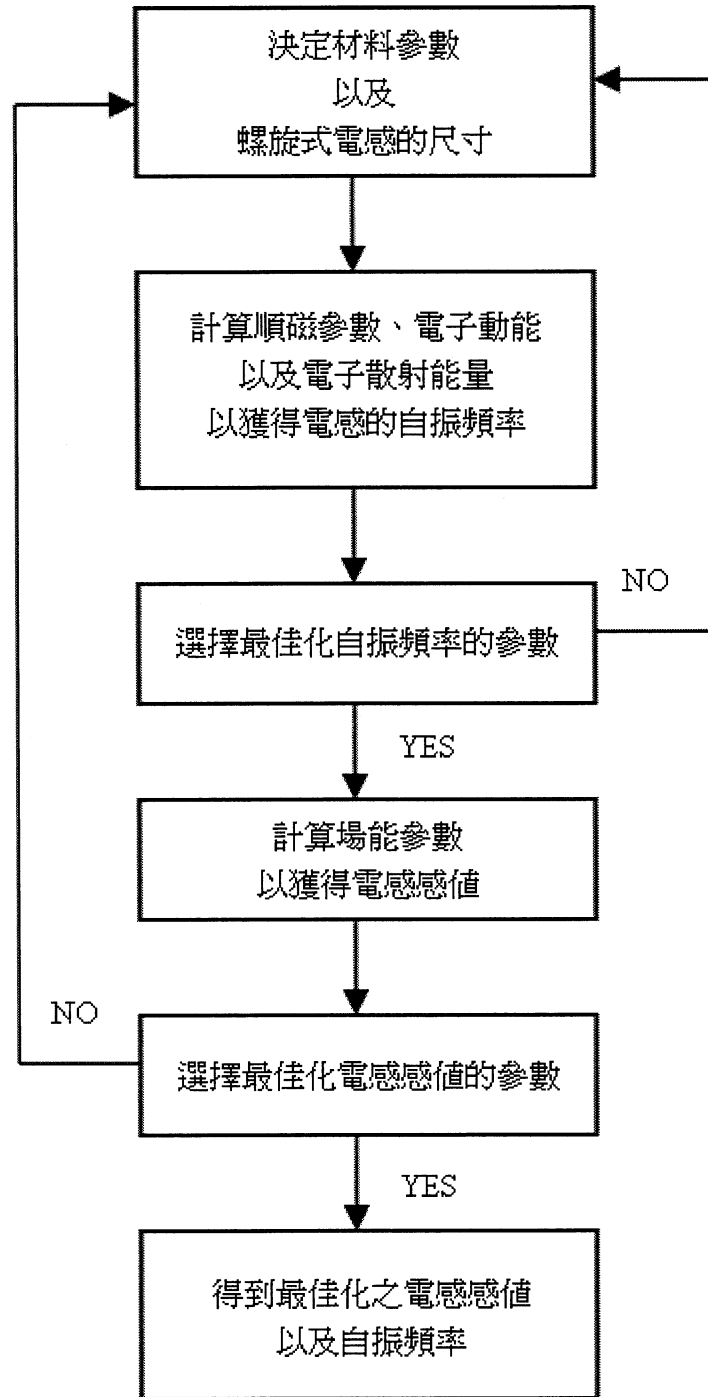 決定材料參數
以及
螺旋式電感的尺寸
計算順磁參數、電子動能
以及電子散射能量
以獲得電感的自振頻率
NO
選擇最佳化自振頻率的參數
YES
計算場能參數
以獲得電感感值
NO
選擇最佳化電感感值的參數
YES
得到最佳化之電感感值
以及自振頻率